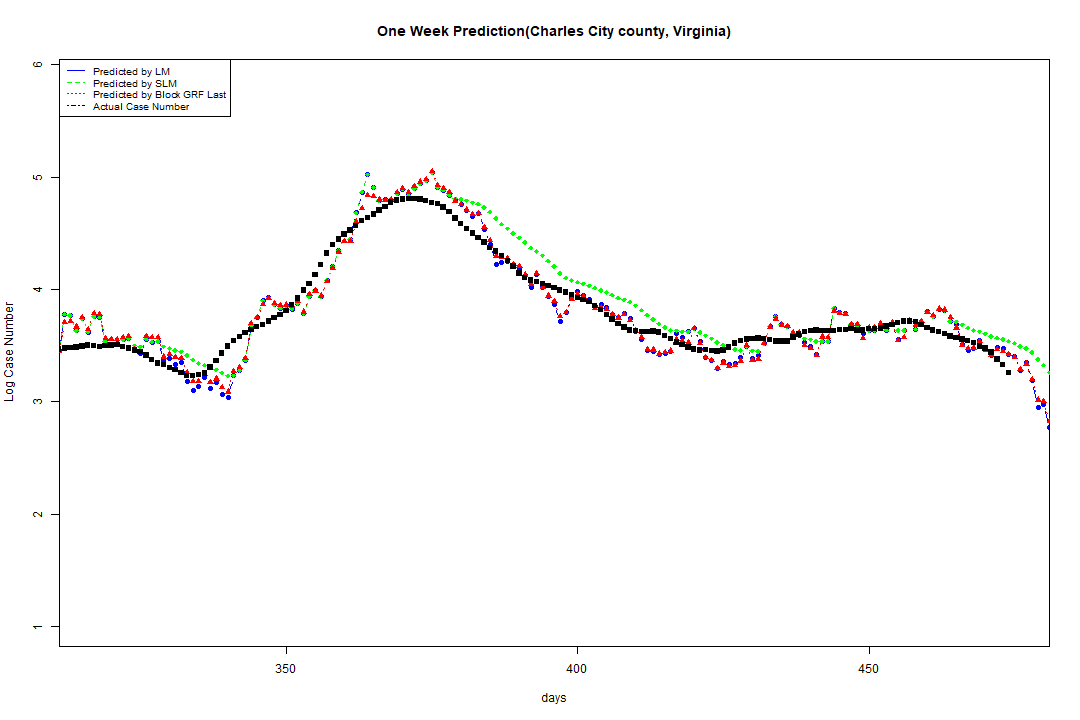 One Week Prediction(Charles City county, Virginia)
Predicted by LM
Predicted by SLM
Predicted by Block GRF Last
Actual Case Number
6
5
4
3
2
1
Log Case Number
350
400
450
days